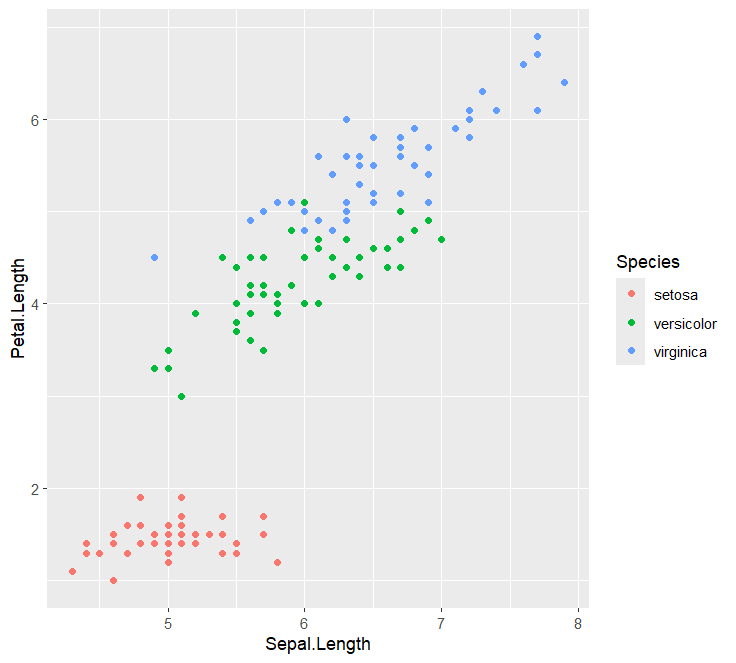 6
4
2
Petal.Length
5 6 7 8
Sepal.Length
Species
setosa
versicolor
virginica